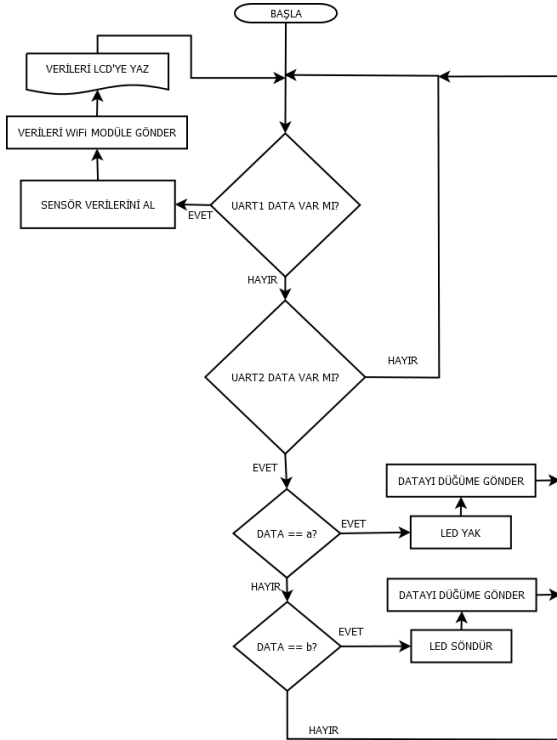 BAŞLA
VERİLERİ LCD'YE YAZ
VERİLERİ WiFi MODÜLE GÖNDER
SENSÖR VERİLERİNİ AL
EVET
UART1 DATA VAR MI?
HAYIR
UART2 DATA VAR MI?
HAYIR
EVET
DATA == a?
EVET
LED YAK
DATAYI DÜĞÜME GÖNDER
HAYIR
DATA == b?
EVET
LED SÖNDÜR
DATAYI DÜĞÜME GÖNDER
HAYIR